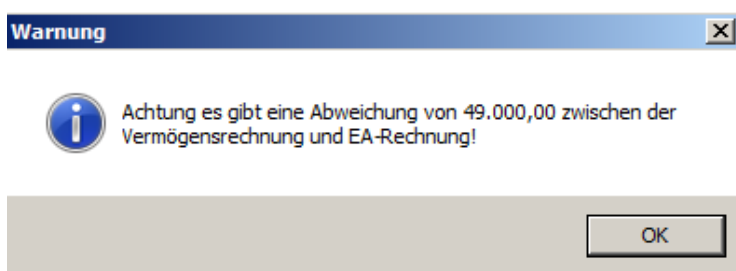 Warnung
Achtung es gibt eine Abweichung von 49.000,00 zwischen der
Vermögensrechnung und EA-Rechnung!
OK